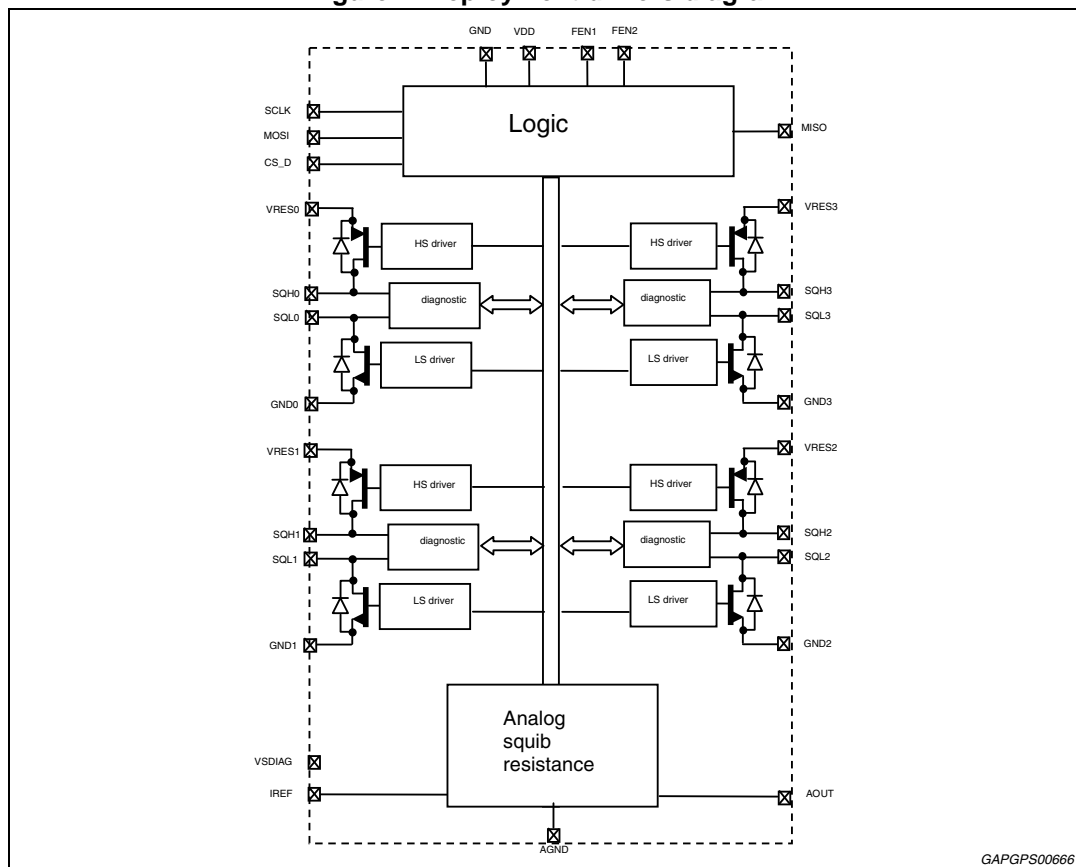 GND VDD FEN1 FEN2
SCLK
Logic
MISO
MOSI
CS_D
VRES0
VRES3
HS driver
HS driver
SQH0
diagnostic
diagnostic
SQH3
SQL0
SQL3
LS driver
LS driver
GND0
GND3
VRES1
VRES2
HS driver
HS driver
SQH1
diagnostic
diagnostic
SQH2
SQL1
SQL2
LS driver
LS driver
GND1
GND2
Analog
squib
resistance
VSDIAG
IREF
AOUT
AGND
GAPGPS00666